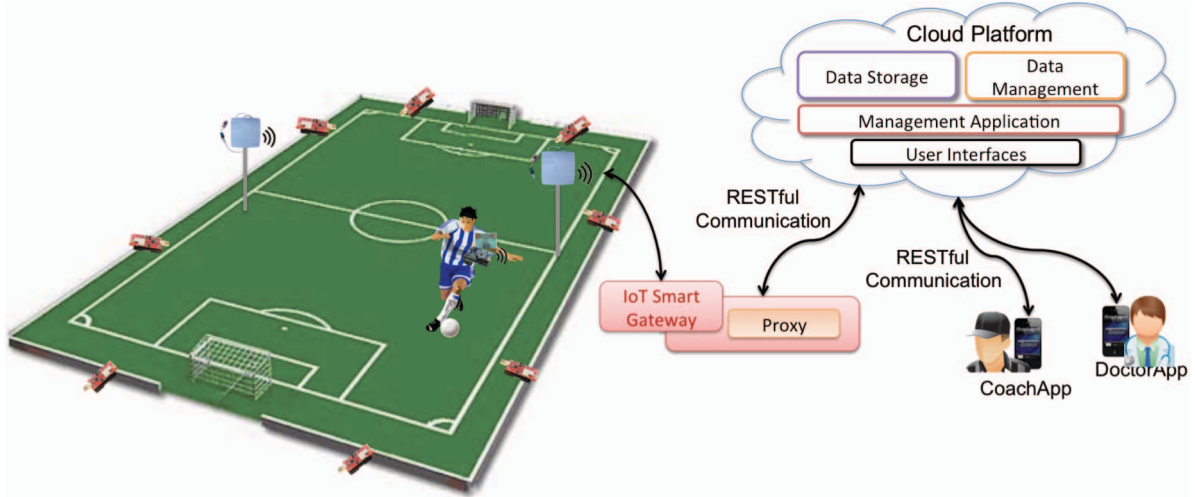 Cloud Platform
Data Storage
Data
Management
Management Application
User Interfaces
RESTful
Communication
RESTful
Communication
IoT Smart
Gateway
Proxy
CoachApp
DoctorApp